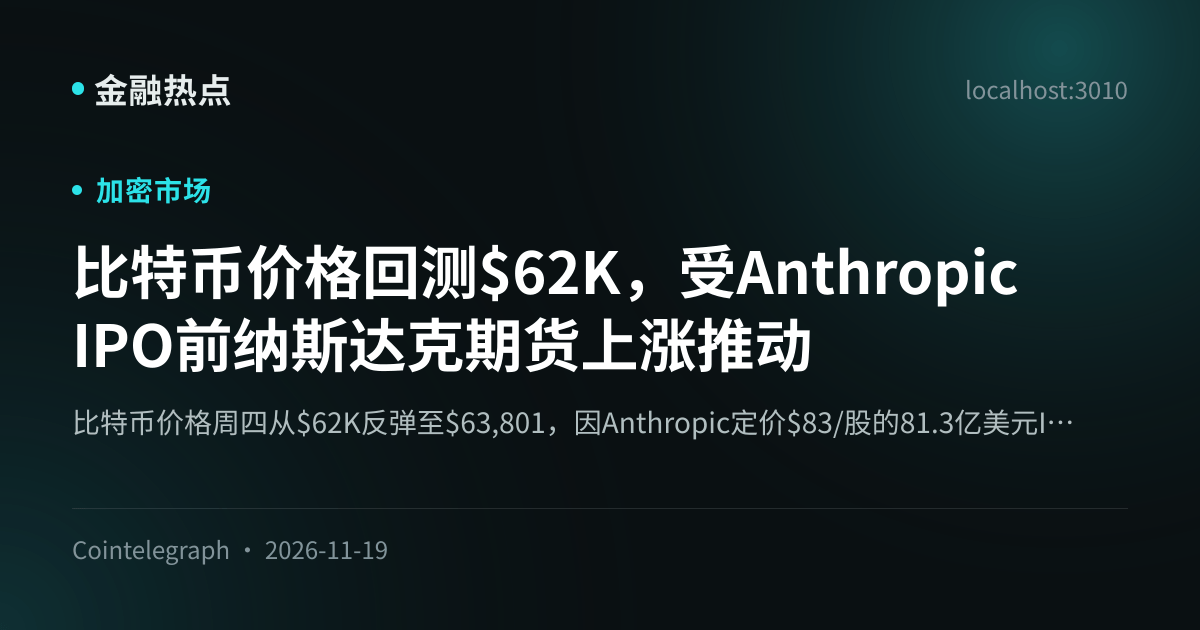 金融热点
localhost:3010
加密市场
比特币价格回测$62K，受Anthropic
IPO前纳斯达克期货上涨推动
比特币价格周四从$62K反弹至$63,801，因Anthropic定价$83/股的81.3亿美元I…
Cointelegraph · 2026-11-19